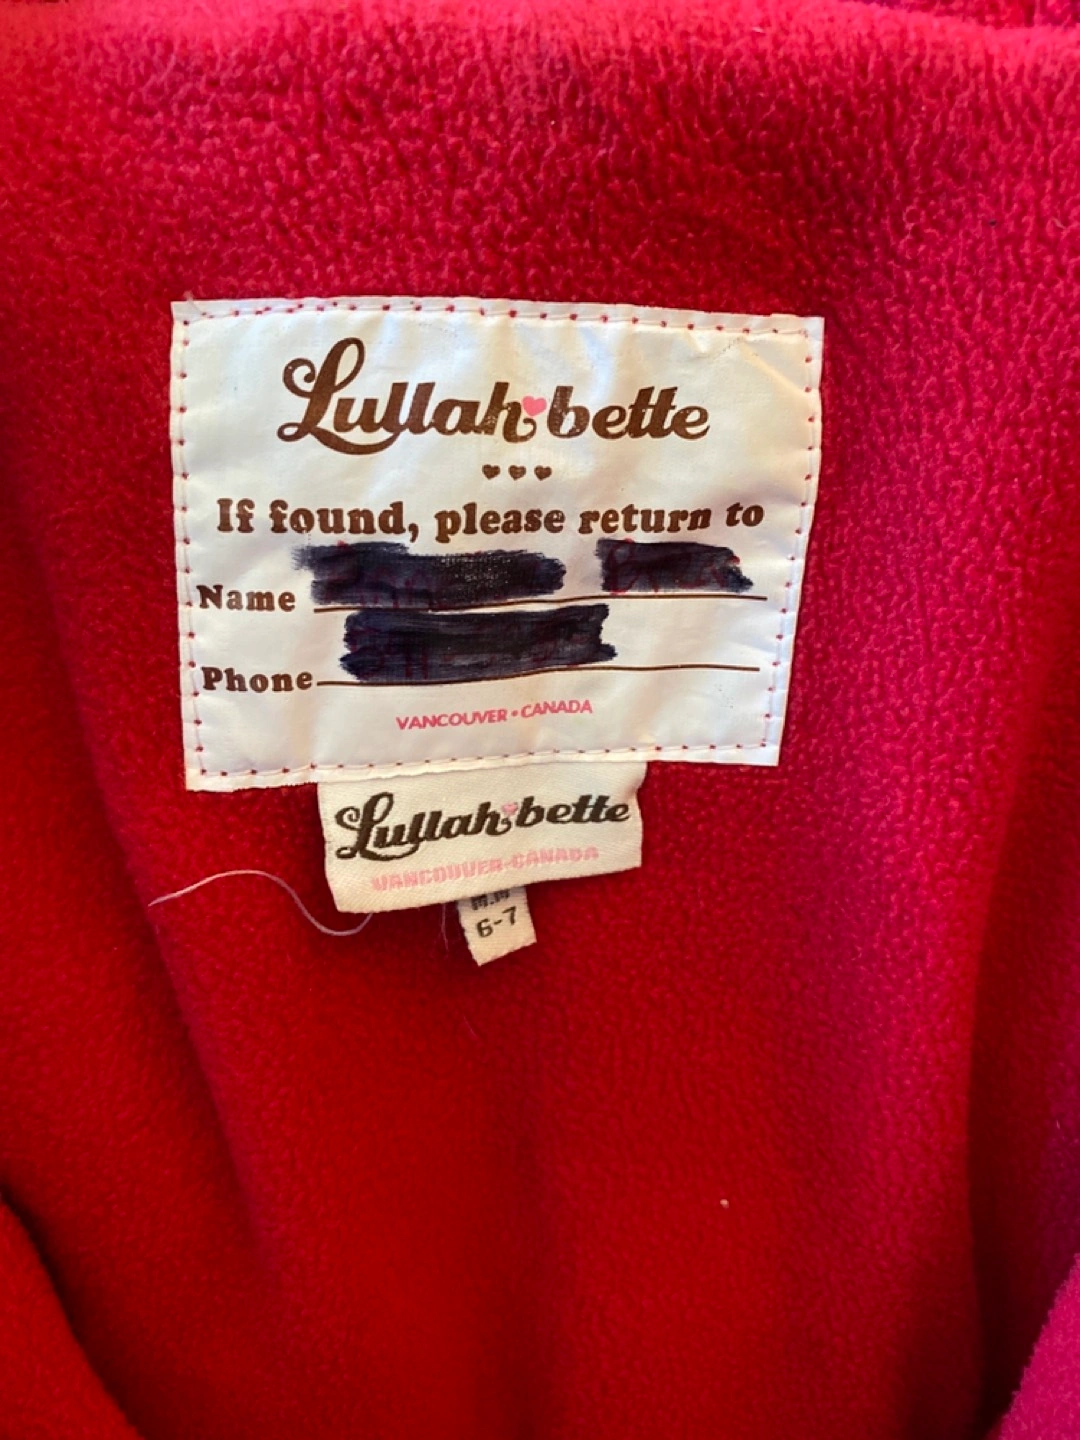 Lullah bette
If found, please return to
Name
Phone
VANCOUVER • CANADA
Lullah bette
VANCOUVER-CANADA
6-7